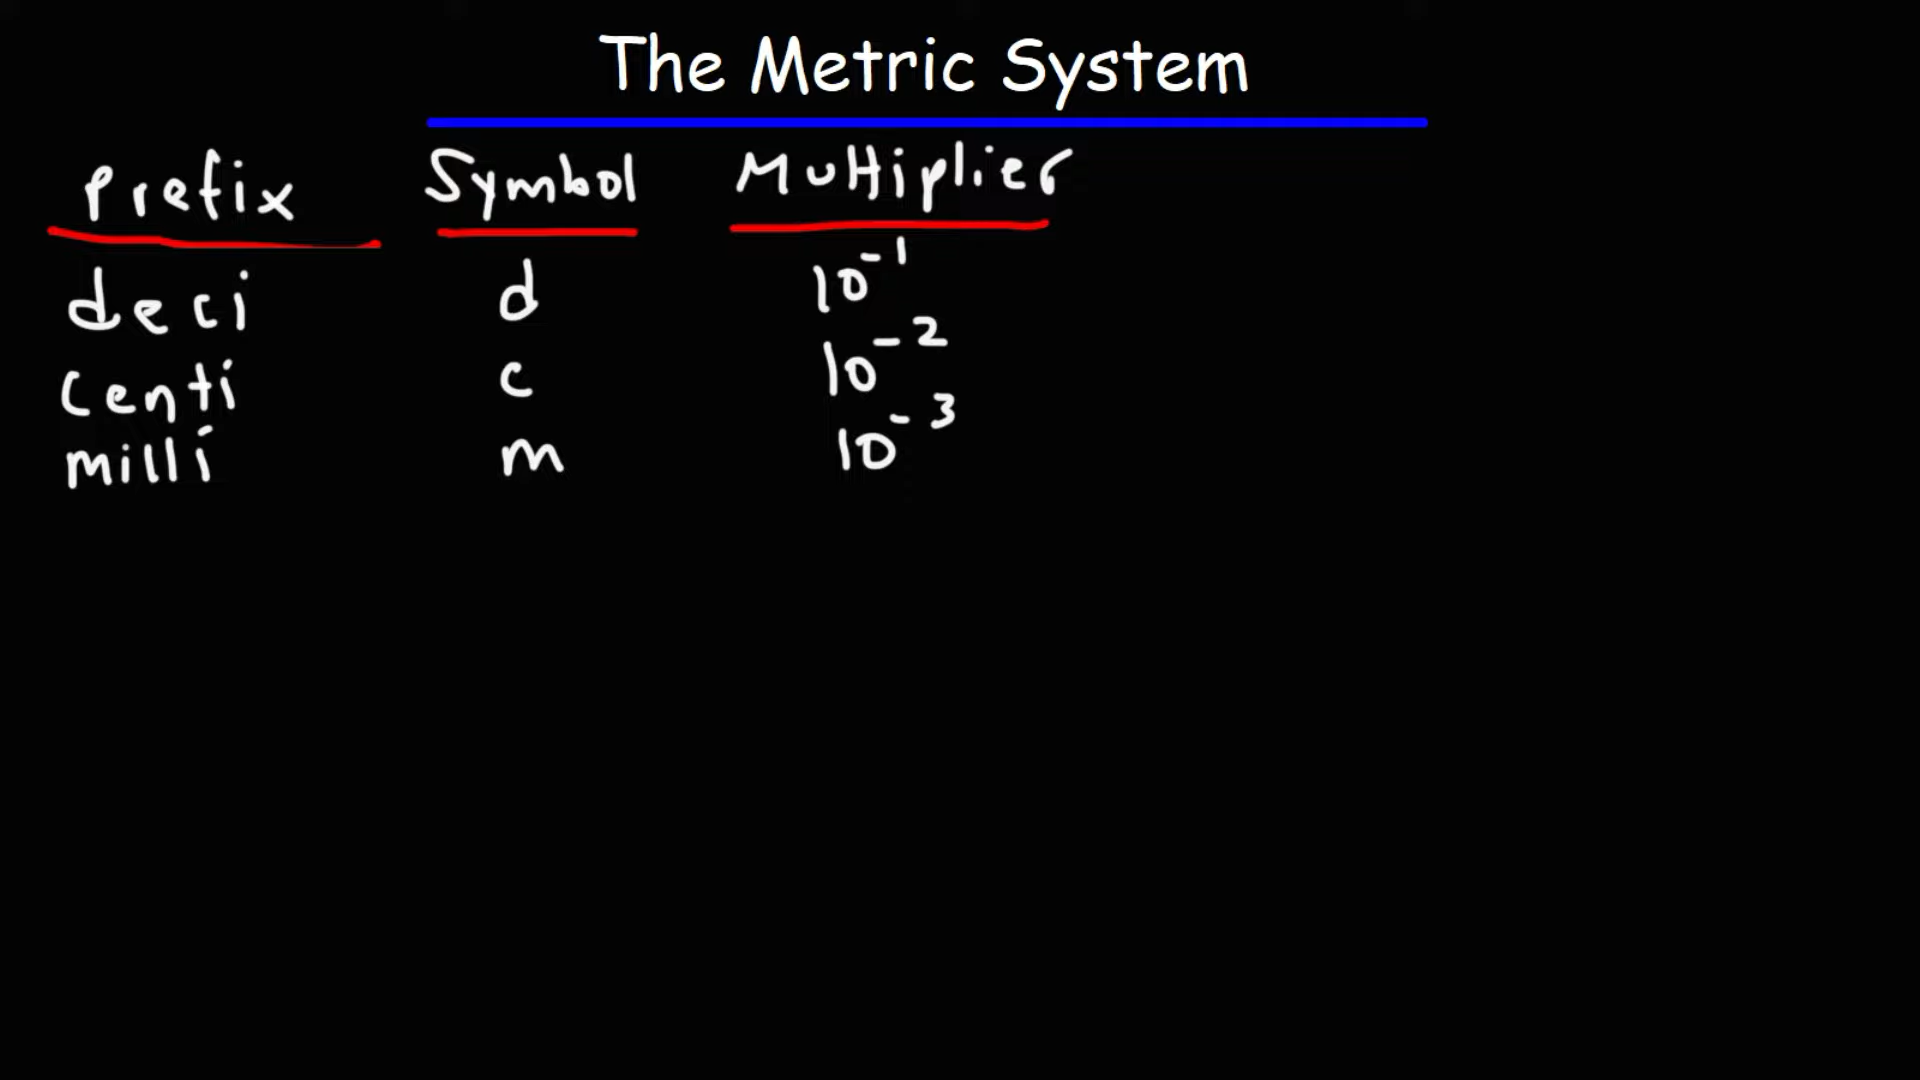 The Metric System
Prefix Symbol Multiplier
deci d 10⁻¹
centi c 10⁻²
milli m 10⁻³